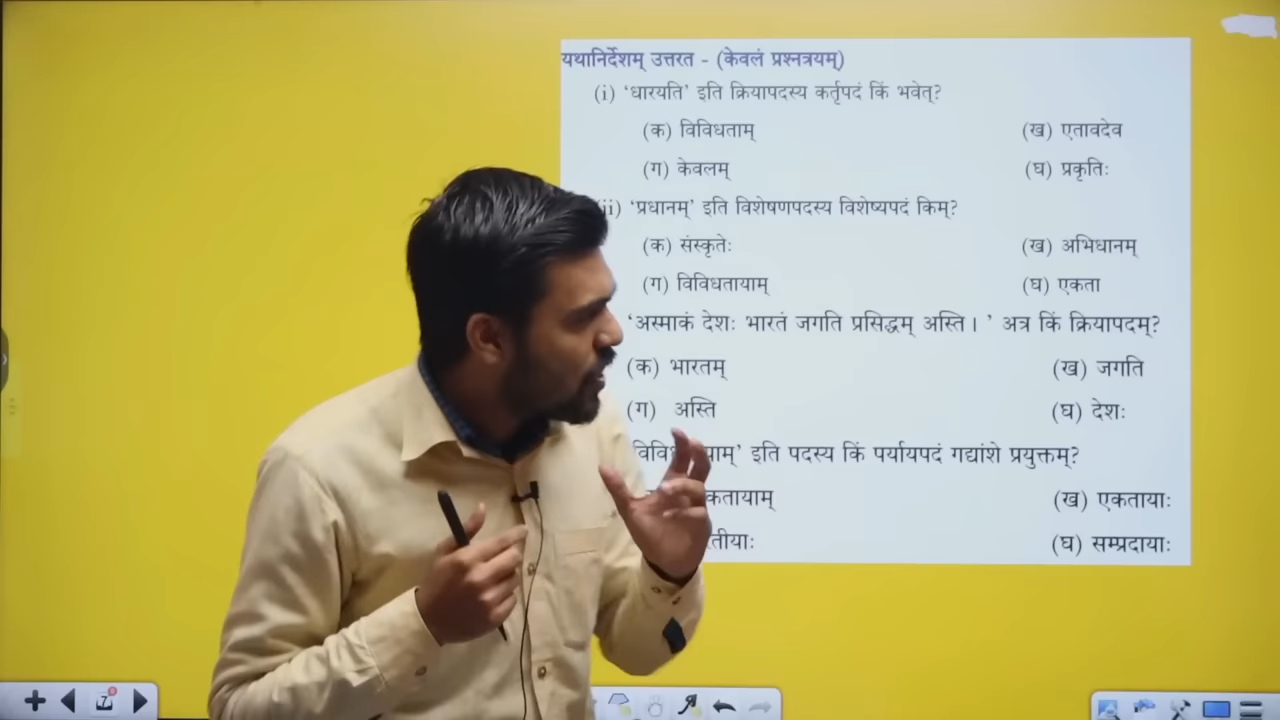 यथानिर्देशम् उत्तरत - (केवलं प्रश्नत्रयम्)
(i) ‘धारयति’ इति क्रियापदस्य कर्तृपदं किं भवेत्?
(क) विविधताम् (ख) एतावदेव
(ग) केवलम् (घ) प्रकृतिः
ii) ‘प्रधानम्’ इति विशेषणपदस्य विशेष्यपदं किम्?
(क) संस्कृतेः (ख) अभिधानम्
(ग) विविधतायाम् (घ) एकता
‘अस्माकं देशः भारतं जगति प्रसिद्धम् अस्ति। ’ अत्र किं क्रियापदम्?
(क) भारतम् (ख) जगति
(ग) अस्ति (घ) देशः
इति पदस्य किं पर्यायपदं गद्यांशे प्रयुक्तम्?
(ख) एकतायाः
(घ) सम्प्रदायाः